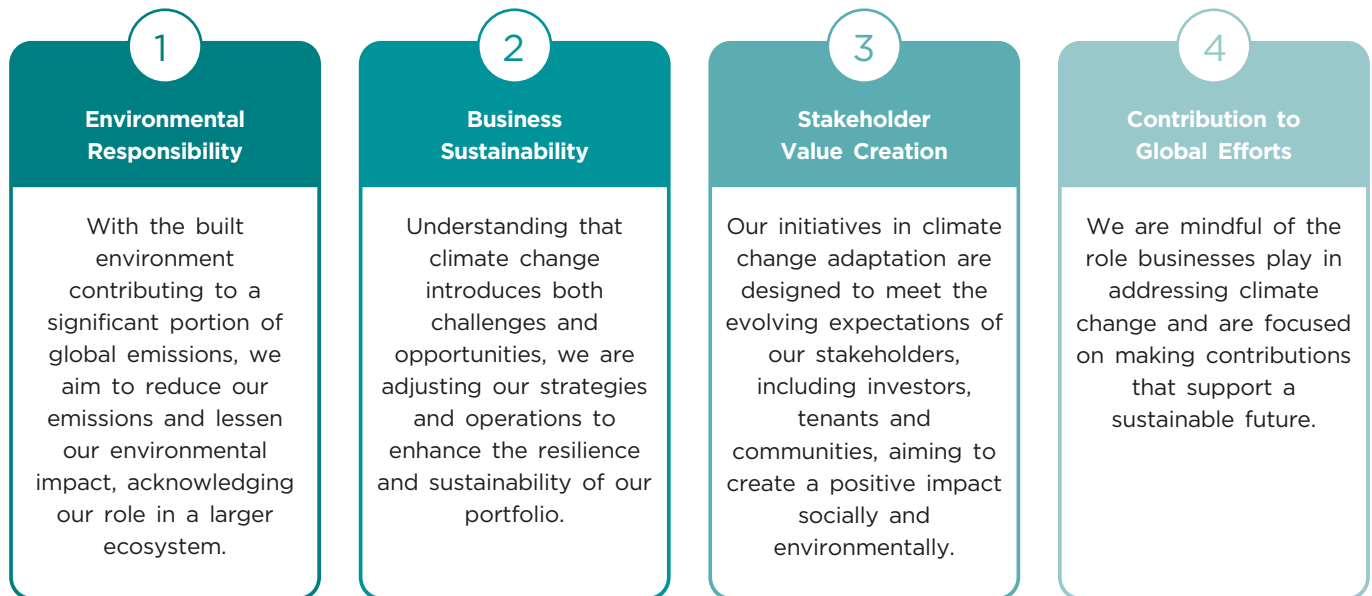 1
Environmental
Responsibility
With the built
environment
contributing to a
significant portion of
global emissions, we
aim to reduce our
emissions and lessen
our environmental
impact, acknowledging
our role in a larger
ecosystem.
2
Business
Sustainability
Understanding that
climate change
introduces both
challenges and
opportunities, we are
adjusting our strategies
and operations to
enhance the resilience
and sustainability of our
portfolio.
3
Stakeholder
Value Creation
Our initiatives in climate
change adaptation are
designed to meet the
evolving expectations of
our stakeholders,
including investors,
tenants and
communities, aiming to
create a positive impact
socially and
environmentally.
4
Contribution to
Global Efforts
We are mindful of the
role businesses play in
addressing climate
change and are focused
on making contributions
that support a
sustainable future.